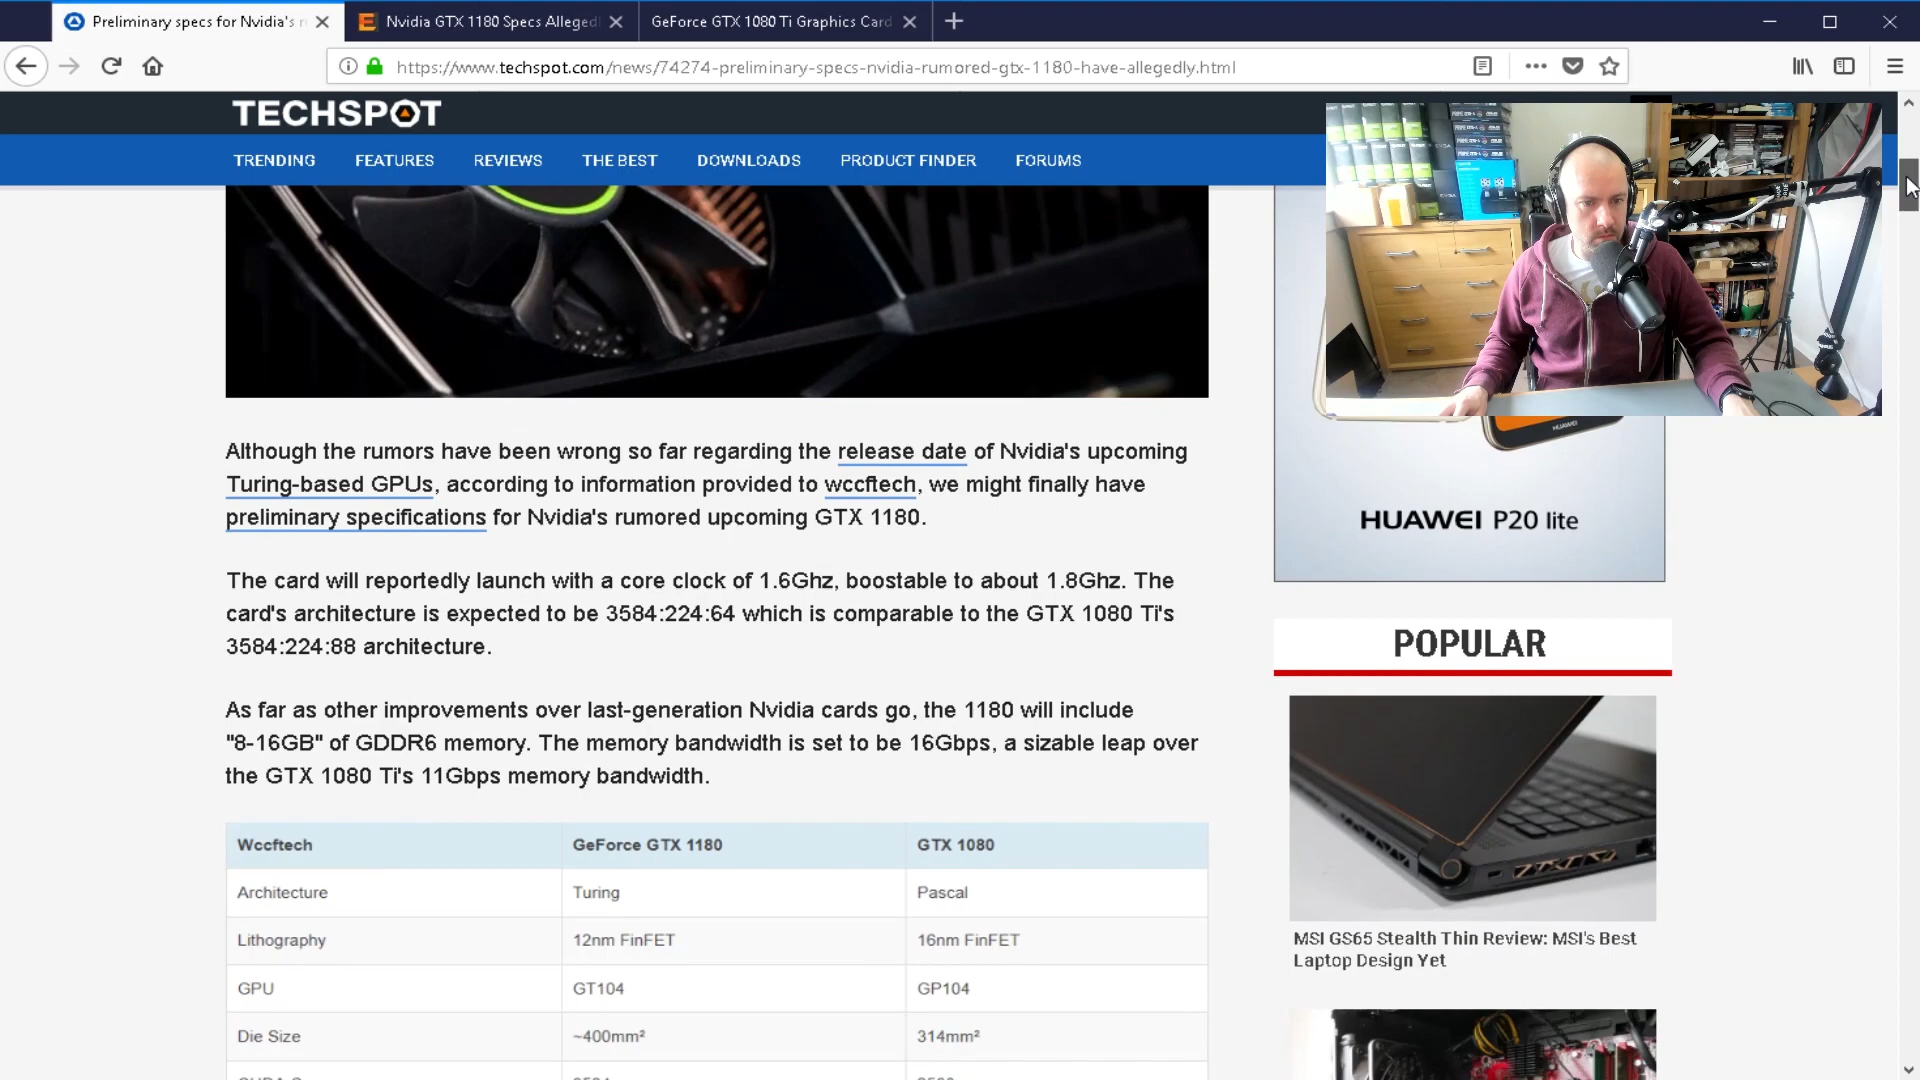 Preliminary specs for Nvidia's r
Nvidia GTX 1180 Specs Alleged
GeForce GTX 1080 Ti Graphics Card
https://www.techspot.com/news/74274-preliminary-specs-nvidia-rumored-gtx-1180-have-allegedly.html
TECHSPOT
TRENDING FEATURES REVIEWS THE BEST DOWNLOADS PRODUCT FINDER FORUMS
Although the rumors have been wrong so far regarding the release date of Nvidia's upcoming
Turing-based GPUs, according to information provided to wccftech, we might finally have
preliminary specifications for Nvidia's rumored upcoming GTX 1180.
The card will reportedly launch with a core clock of 1.6Ghz, boostable to about 1.8Ghz. The
card's architecture is expected to be 3584:224:64 which is comparable to the GTX 1080 Ti's
3584:224:88 architecture.
As far as other improvements over last-generation Nvidia cards go, the 1180 will include
"8-16GB" of GDDR6 memory. The memory bandwidth is set to be 16Gbps, a sizable leap over
the GTX 1080 Ti's 11Gbps memory bandwidth.
Wccftech GeForce GTX 1180 GTX 1080
Architecture Turing Pascal
Lithography 12nm FinFET 16nm FinFET
GPU GT104 GP104
Die Size ~400mm² 314mm²
HUAWEI
HUAWEI P20 lite
POPULAR
MSI GS65 Stealth Thin Review: MSI's Best
Laptop Design Yet